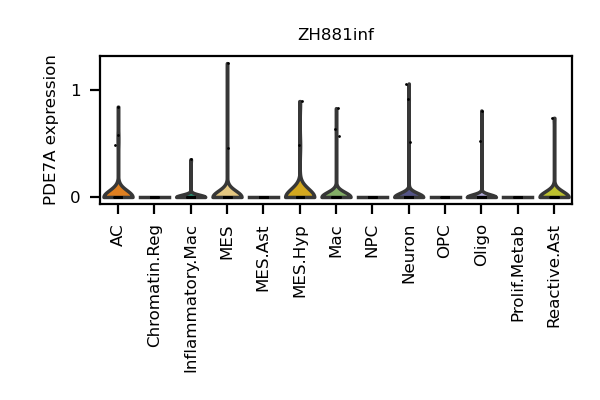 ZH881inf
PDE7A expression
1
0
AC
Chromatin.Reg
Inflammatory.Mac
MES
MES.Ast
MES.Hyp
Mac
NPC
Neuron
OPC
Oligo
Prolif.Metab
Reactive.Ast